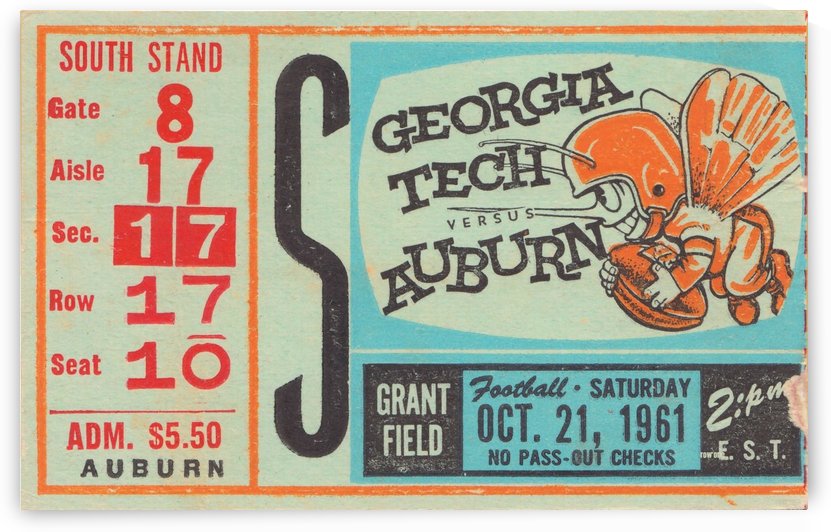 SOUTH STAND
Gate 8
Aisle 17
Sec. 17
Row 17
Seat 10
ADM. $5.50
AUBURN
S
GEORGIA
TECH
VERSUS
AUBURN
GRANT
FIELD
Football • SATURDAY
OCT. 21, 1961
NO PASS-OUT CHECKS
2:pm
E. S. T.